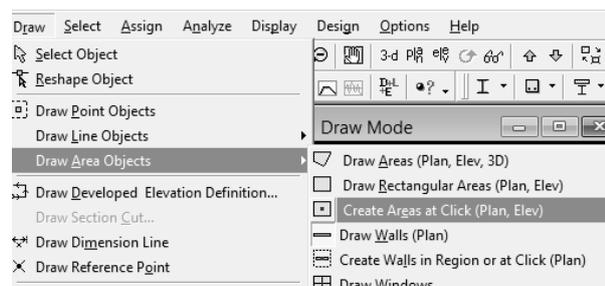 Draw Select Assign Analyze Display Design Options Help
Select Object
Reshape Object
3-d
Draw Point Objects
Draw Line Objects
Draw Area Objects
Draw Developed Elevation Definition...
Draw Section Cut...
Draw Dimension Line
Draw Reference Point
Draw Mode
Draw Areas (Plan, Elev, 3D)
Draw Rectangular Areas (Plan, Elev)
Create Areas at Click (Plan, Elev)
Draw Walls (Plan)
Create Walls in Region or at Click (Plan)
Draw Windows